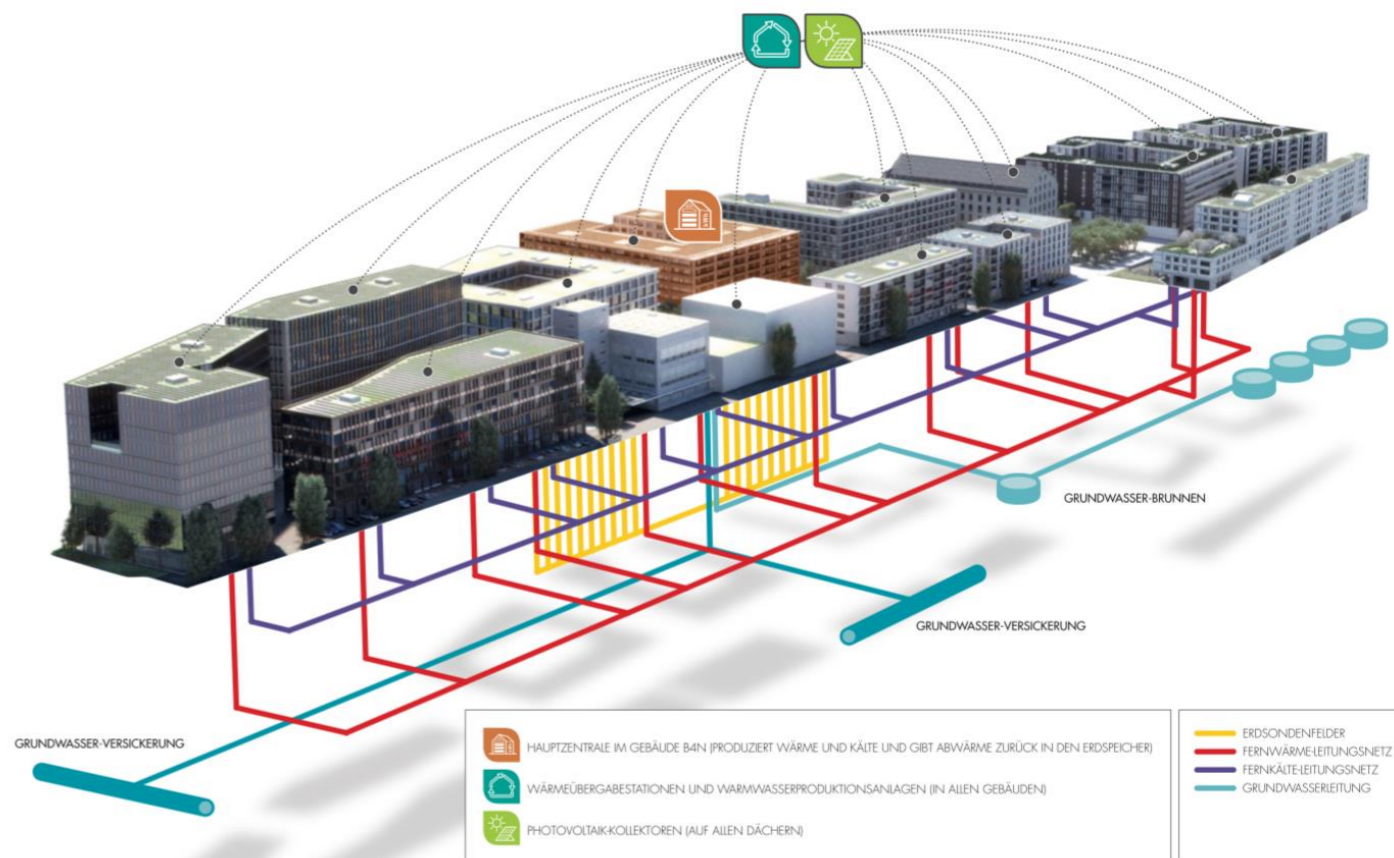 GRUNDWASSER-BRUNNEN
GRUNDWASSER-VERSICKERUNG
GRUNDWASSER-VERSICKERUNG
HAUPTZENTRALE IM GEBÄUDE B4N (PRODUZIERT WÄRME UND KÄLTE UND GIBT ABWÄRME ZURÜCK IN DEN ERDSPEICHER)
WÄRMEÜBERGABESTATIONEN UND WARMWASSERPRODUKTIONSANLAGEN (IN ALLEN GEBÄUDEN)
PHOTOVOLTAIK-KOLLEKTOREN (AUF ALLEN DÄCHERN)
ERDSONDENFELDER
FERNWÄRME-LEITUNGSNETZ
FERNKÄLTE-LEITUNGSNETZ
GRUNDWASSERLEITUNG